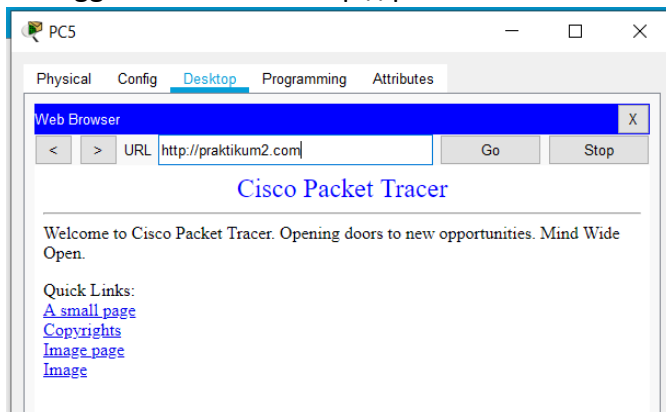 PC5
Physical Config Desktop Programming Attributes
Web Browser X
< > URL http://praktikum2.com Go Stop
Cisco Packet Tracer
Welcome to Cisco Packet Tracer. Opening doors to new opportunities. Mind Wide
Open.
Quick Links:
A small page
Copyrights
Image page
Image